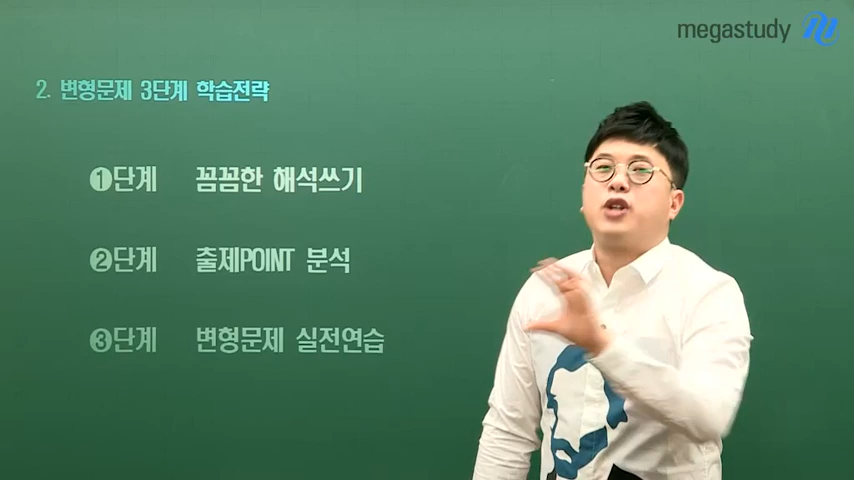 megastudy
2. 변형문제 3단계 학습전략
❶단계 꼼꼼한 해석쓰기
❷단계 출제POINT 분석
❸단계 변형문제 실전연습